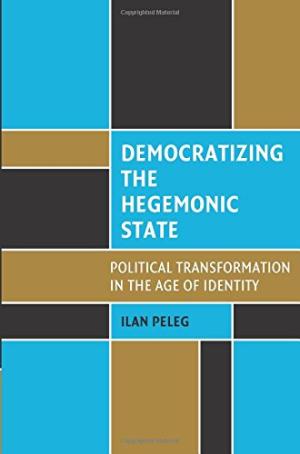 DEMOCRATIZING
THE
HEGEMONIC
STATE
POLITICAL TRANSFORMATION
IN THE AGE OF IDENTITY
ILAN PELEG